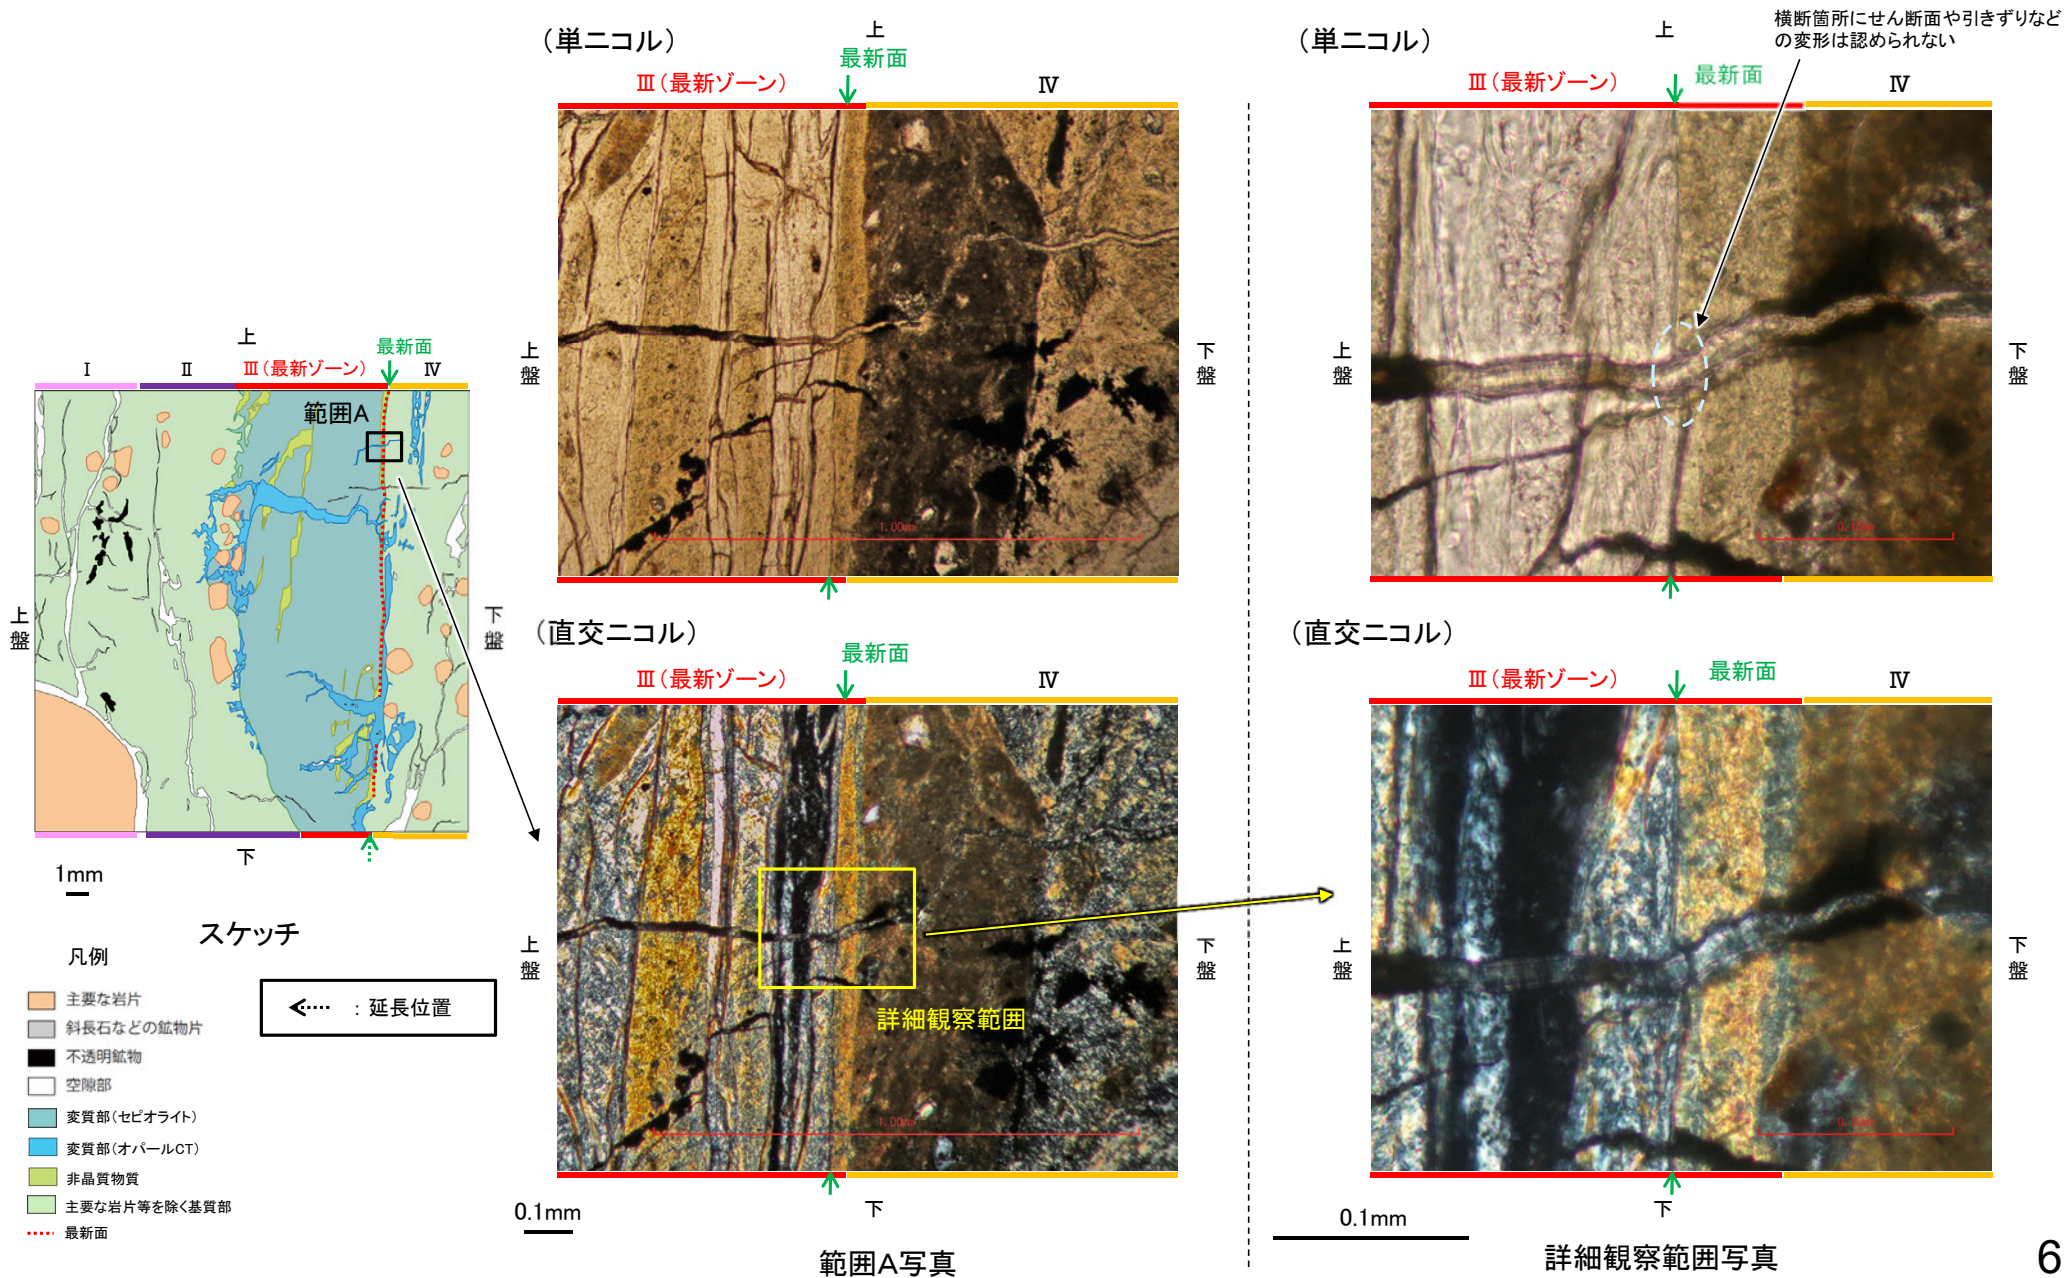 上
最新面
Ⅰ
Ⅱ
Ⅲ(最新ゾーン)
Ⅳ
範囲A
上盤
下盤
下
1mm
スケッチ
凡例
主要な岩片
斜長石などの鉱物片
不透明鉱物
空隙部
変質部(セピオライト)
変質部(オパールCT)
非晶質物質
主要な岩片等を除く基質部
最新面
:延長位置
(単ニコル)
上
最新面
Ⅲ(最新ゾーン)
Ⅳ
上盤
下盤
1.00mm
(直交ニコル)
最新面
Ⅲ(最新ゾーン)
Ⅳ
上盤
下盤
詳細観察範囲
1.00mm
下
0.1mm
範囲A写真
(単ニコル)
上
横断箇所にせん断面や引きずりなど
の変形は認められない
最新面
Ⅲ(最新ゾーン)
Ⅳ
上盤
下盤
0.10mm
(直交ニコル)
最新面
Ⅲ(最新ゾーン)
Ⅳ
上盤
下盤
0.10mm
下
0.1mm
詳細観察範囲写真
6